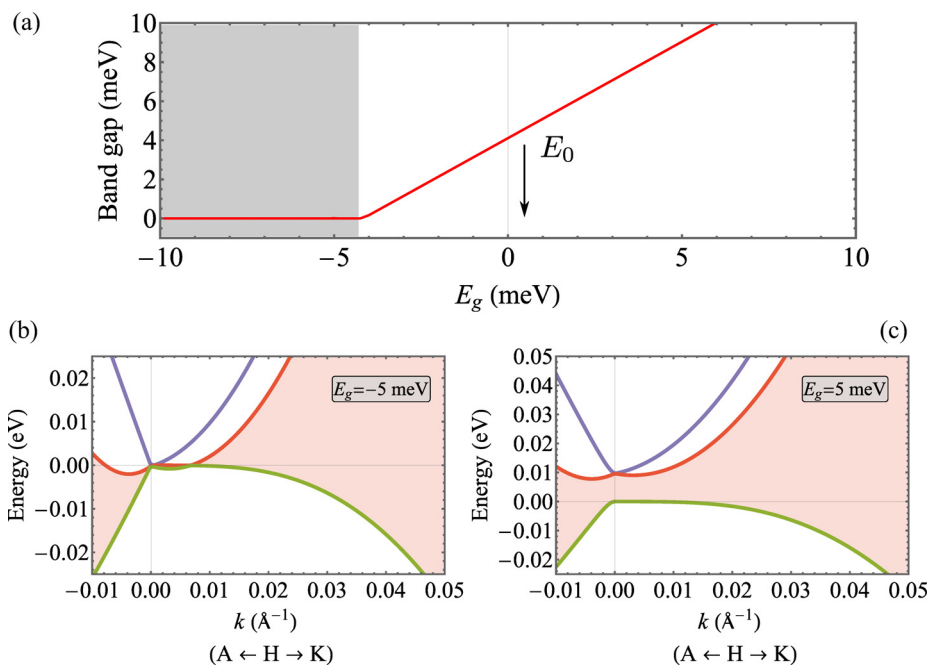 (a)
Band gap (meV)
10
8
6
4
2
0
E₀
−10 −5 0 5 10
E_g (meV)
(b)
Energy (eV)
0.02
0.01
0.00
−0.01
−0.02
E_g=−5 meV
−0.01 0.00 0.01 0.02 0.03 0.04 0.05
k (Å⁻¹)
(A ← H → K)
(c)
Energy (eV)
0.05
0.04
0.03
0.02
0.01
0.00
−0.01
−0.02
E_g=5 meV
−0.01 0.00 0.01 0.02 0.03 0.04 0.05
k (Å⁻¹)
(A ← H → K)